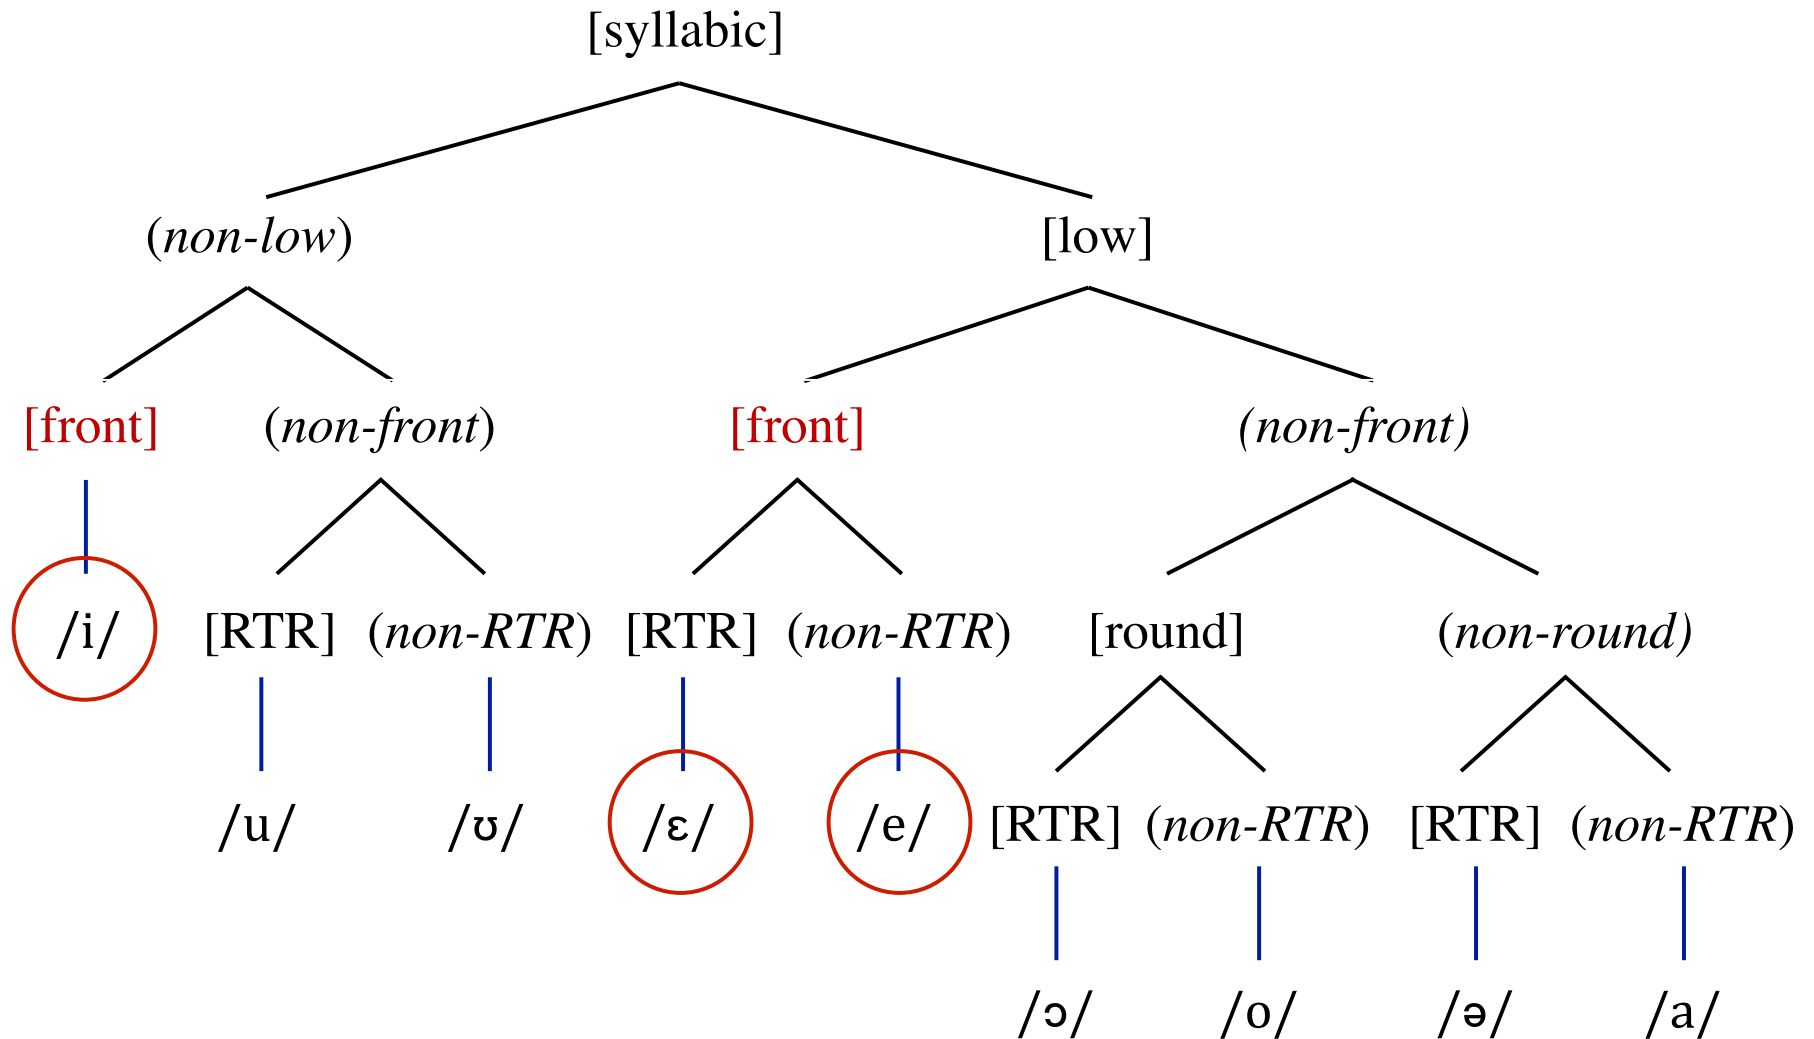 [syllabic]
(non-low) [low]
[front] (non-front) [front] (non-front)
/i/ [RTR] (non-RTR) [RTR] (non-RTR) [round] (non-round)
/u/ /ʊ/ /ɛ/ /e/ [RTR] (non-RTR) [RTR] (non-RTR)
/ɔ/ /o/ /ə/ /a/